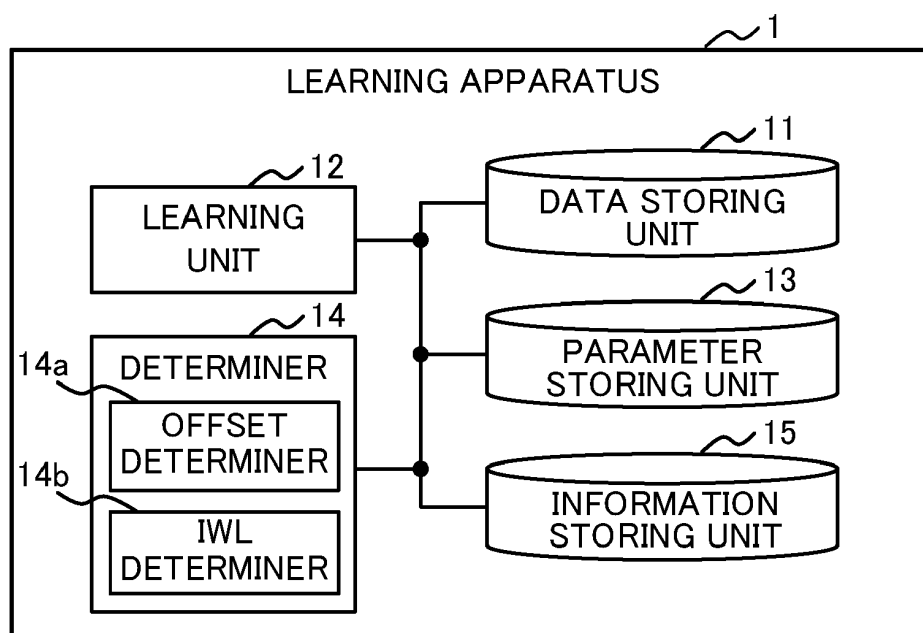 1
LEARNING APPARATUS
12
LEARNING
UNIT
11
DATA STORING
UNIT
13
PARAMETER
STORING UNIT
14
DETERMINER
14a
OFFSET
DETERMINER
14b
IWL
DETERMINER
15
INFORMATION
STORING UNIT